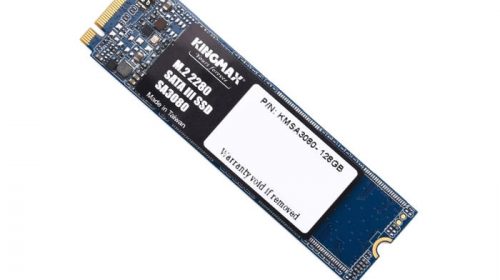 KINGMAX
M.2 2280
SATA III SSD
SA3080
Made in Taiwan
P/N: KMSA3080- 128GB
Warranty void if removed